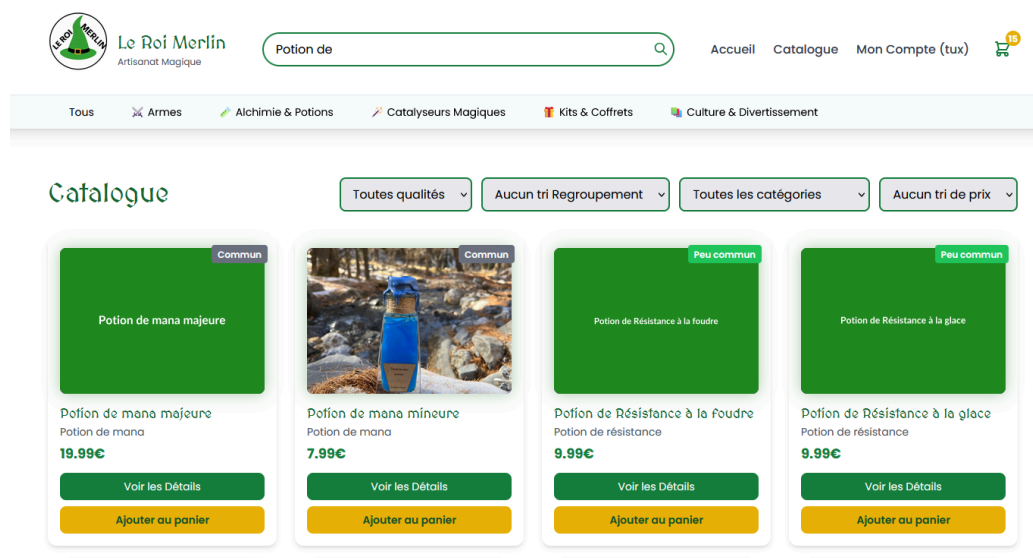 LE ROI MERLIN
Le Roi Merlin
Artisanat Magique
Potion de
Accueil
Catalogue
Mon Compte (tux)
15
Tous
Armes
Alchimie & Potions
Catalyseurs Magiques
Kits & Coffrets
Culture & Divertissement
Catalogue
Toutes qualités
Aucun tri Regroupement
Toutes les catégories
Aucun tri de prix
Commun
Potion de mana majeure
Potion de mana majeure
Potion de mana
19.99€
Voir les Détails
Ajouter au panier
Commun
Potion de mana mineure
Potion de mana
7.99€
Voir les Détails
Ajouter au panier
Peu commun
Potion de Résistance à la foudre
Potion de Résistance à la foudre
Potion de résistance
9.99€
Voir les Détails
Ajouter au panier
Peu commun
Potion de Résistance à la glace
Potion de Résistance à la glace
Potion de résistance
9.99€
Voir les Détails
Ajouter au panier